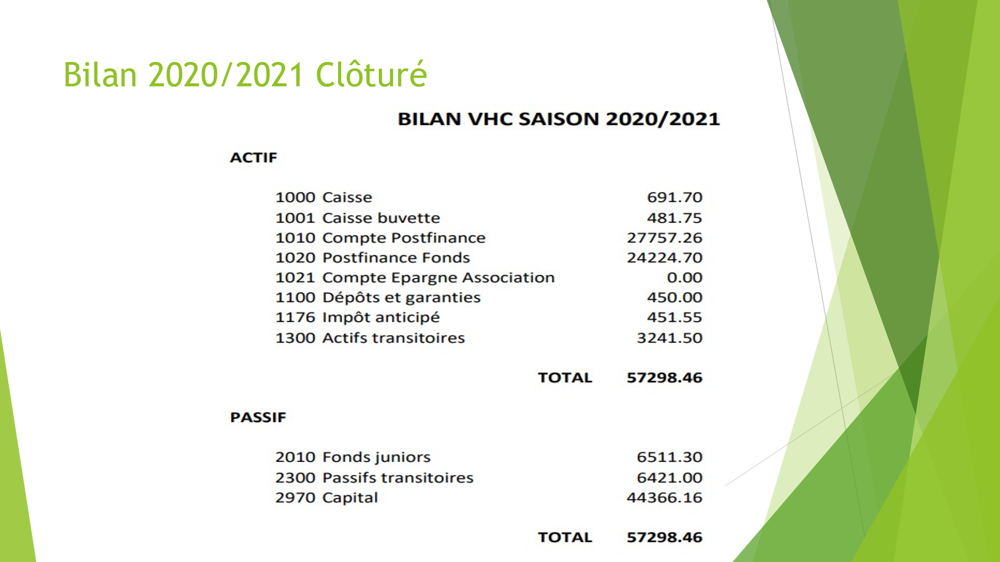 Bilan 2020/2021 Clôturé
BILAN VHC SAISON 2020/2021
ACTIF
1000 Caisse 691.70
1001 Caisse buvette 481.75
1010 Compte Postfinance 27757.26
1020 Postfinance Fonds 24224.70
1021 Compte Epargne Association 0.00
1100 Dépôts et garanties 450.00
1176 Impôt anticipé 451.55
1300 Actifs transitoires 3241.50
TOTAL 57298.46
PASSIF
2010 Fonds juniors 6511.30
2300 Passifs transitoires 6421.00
2970 Capital 44366.16
TOTAL 57298.46